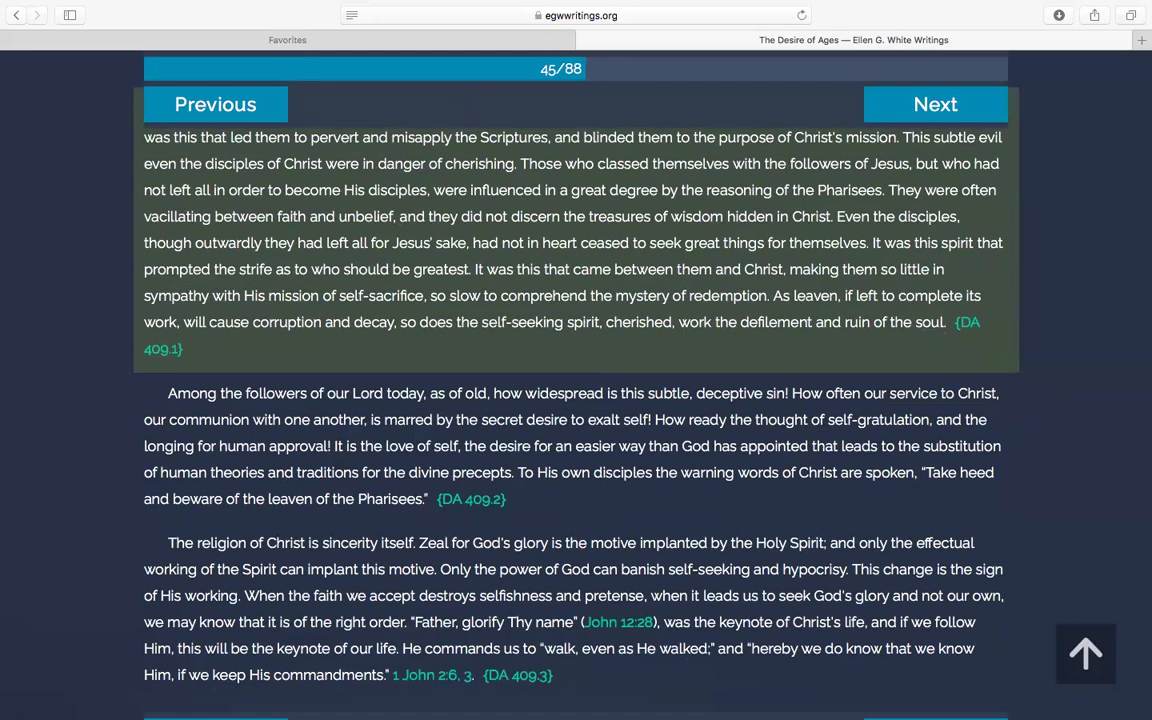 egwwritings.org
Favorites
The Desire of Ages — Ellen G. White Writings
45/88
Previous
Next
was this that led them to pervert and misapply the Scriptures, and blinded them to the purpose of Christ's mission. This subtle evil
even the disciples of Christ were in danger of cherishing. Those who classed themselves with the followers of Jesus, but who had
not left all in order to become His disciples, were influenced in a great degree by the reasoning of the Pharisees. They were often
vacillating between faith and unbelief, and they did not discern the treasures of wisdom hidden in Christ. Even the disciples,
though outwardly they had left all for Jesus' sake, had not in heart ceased to seek great things for themselves. It was this spirit that
prompted the strife as to who should be greatest. It was this that came between them and Christ, making them so little in
sympathy with His mission of self-sacrifice, so slow to comprehend the mystery of redemption. As leaven, if left to complete its
work, will cause corruption and decay, so does the self-seeking spirit, cherished, work the defilement and ruin of the soul. {DA
409.1}
Among the followers of our Lord today, as of old, how widespread is this subtle, deceptive sin! How often our service to Christ,
our communion with one another, is marred by the secret desire to exalt self! How ready the thought of self-gratulation, and the
longing for human approval! It is the love of self, the desire for an easier way than God has appointed that leads to the substitution
of human theories and traditions for the divine precepts. To His own disciples the warning words of Christ are spoken, “Take heed
and beware of the leaven of the Pharisees.” {DA 409.2}
The religion of Christ is sincerity itself. Zeal for God's glory is the motive implanted by the Holy Spirit; and only the effectual
working of the Spirit can implant this motive. Only the power of God can banish self-seeking and hypocrisy. This change is the sign
of His working. When the faith we accept destroys selfishness and pretense, when it leads us to seek God's glory and not our own,
we may know that it is of the right order. “Father, glorify Thy name” (John 12:28), was the keynote of Christ's life, and if we follow
Him, this will be the keynote of our life. He commands us to “walk, even as He walked;” and “hereby we do know that we know
Him, if we keep His commandments.” 1 John 2:6, 3. {DA 409.3}